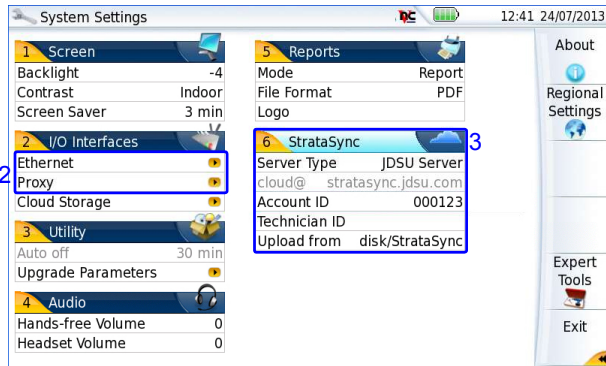 System Settings
DC
12:41 24/07/2013
1 Screen
Backlight -4
Contrast Indoor
Screen Saver 3 min
2 I/O Interfaces
2
Ethernet
Proxy
Cloud Storage
3 Utility
Auto off 30 min
Upgrade Parameters
4 Audio
Hands-free Volume 0
Headset Volume 0
5 Reports
Mode Report
File Format PDF
Logo
6 StrataSync
3
Server Type JDSU Server
cloud@ stratasync.jdsu.com
Account ID 000123
Technician ID
Upload from disk/StrataSync
About
Regional
Settings
Expert
Tools
Exit